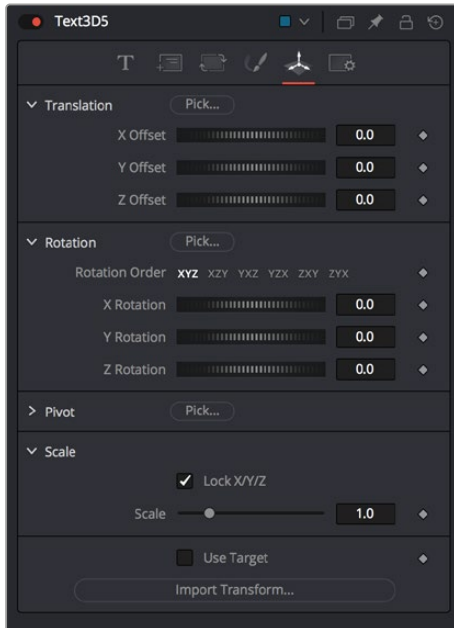 Text3D5
T
Translation Pick...
X Offset 0.0
Y Offset 0.0
Z Offset 0.0
Rotation Pick...
Rotation Order XYZ XZY YXZ YZX ZXY ZYX
X Rotation 0.0
Y Rotation 0.0
Z Rotation 0.0
Pivot Pick...
Scale
Lock X/Y/Z
Scale 1.0
Use Target
Import Transform...